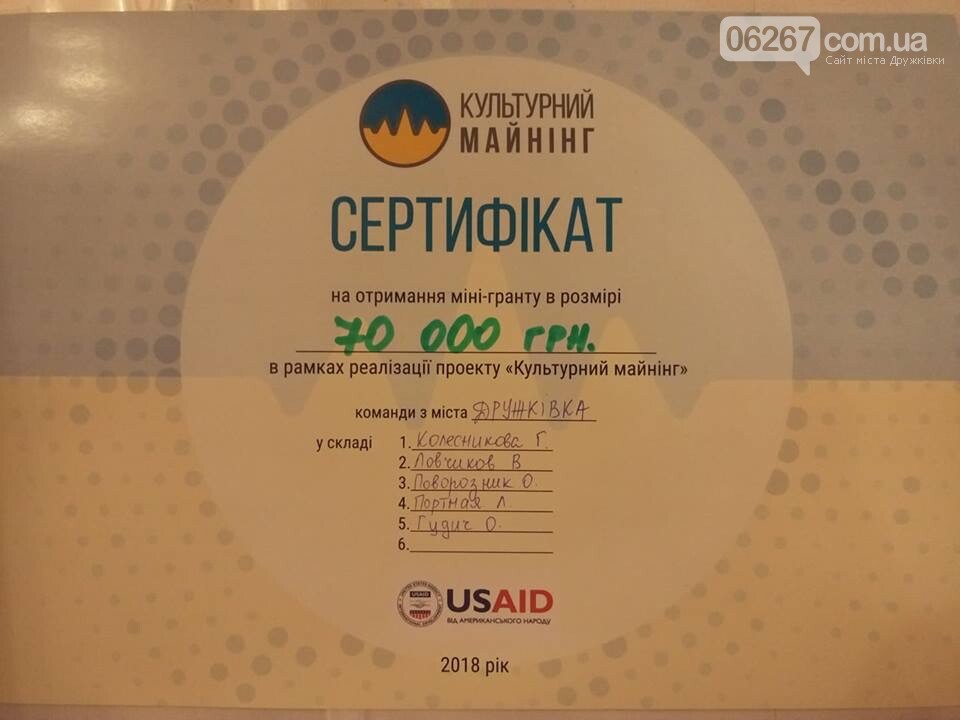 06267com.ua
Сайт міста Дружківки
КУЛЬТУРНИЙ
МАЙНІНГ
СЕРТИФІКАТ
на отримання міні-гранту в розмірі
70 000 грн.
в рамках реалізації проекту «Культурний майнінг»
команди з міста ДРУЖКІВКА
у складі 1. Колесникова Г.
2. Ловчиков В
3. Поворозник О.
4. Портная Л.
5. Гудич О.
6.
USAID
USAID
ВІД АМЕРИКАНСЬКОГО НАРОДУ
2018 рік